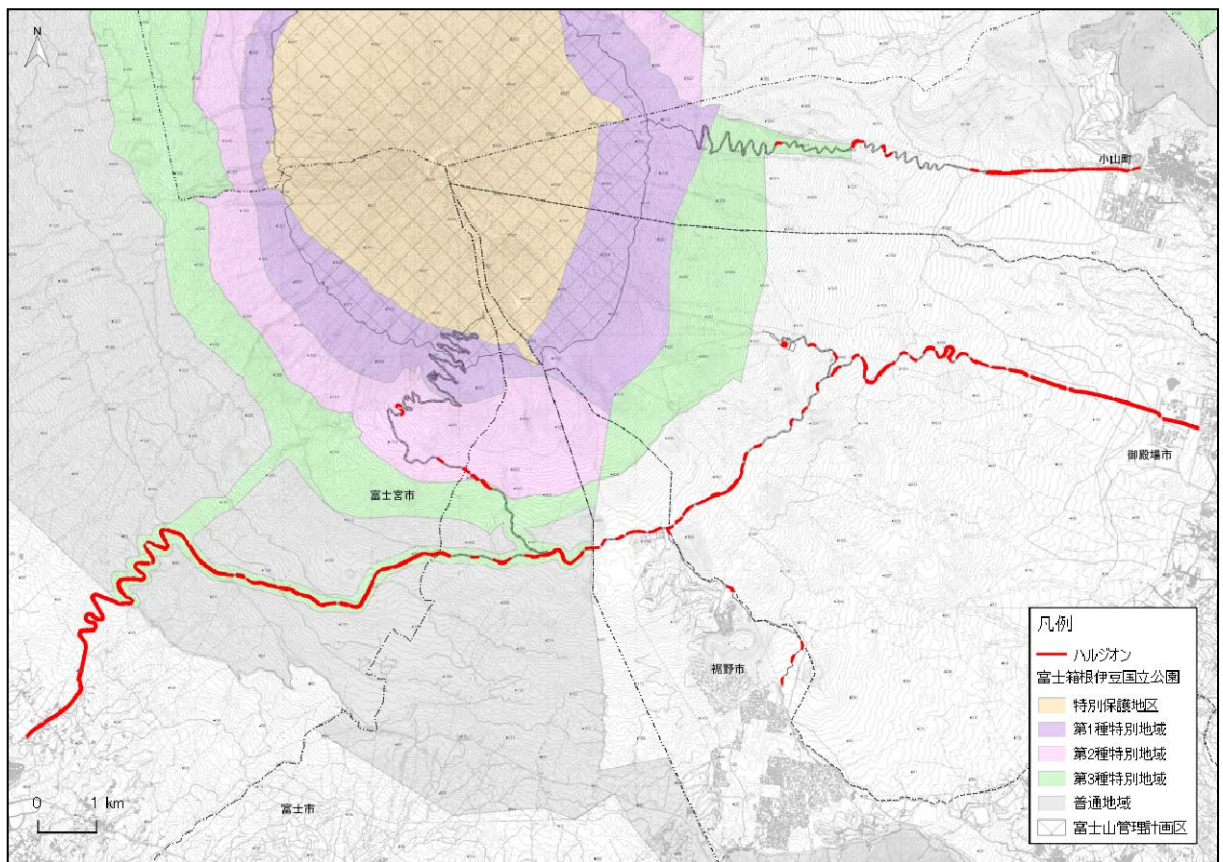 N
小山町
御殿場市
富士宮市
裾野市
富士市
0 1 km
凡例
ハルジオン
富士箱根伊豆国立公園
特別保護地区
第1種特別地域
第2種特別地域
第3種特別地域
普通地域
富士山管理計画区